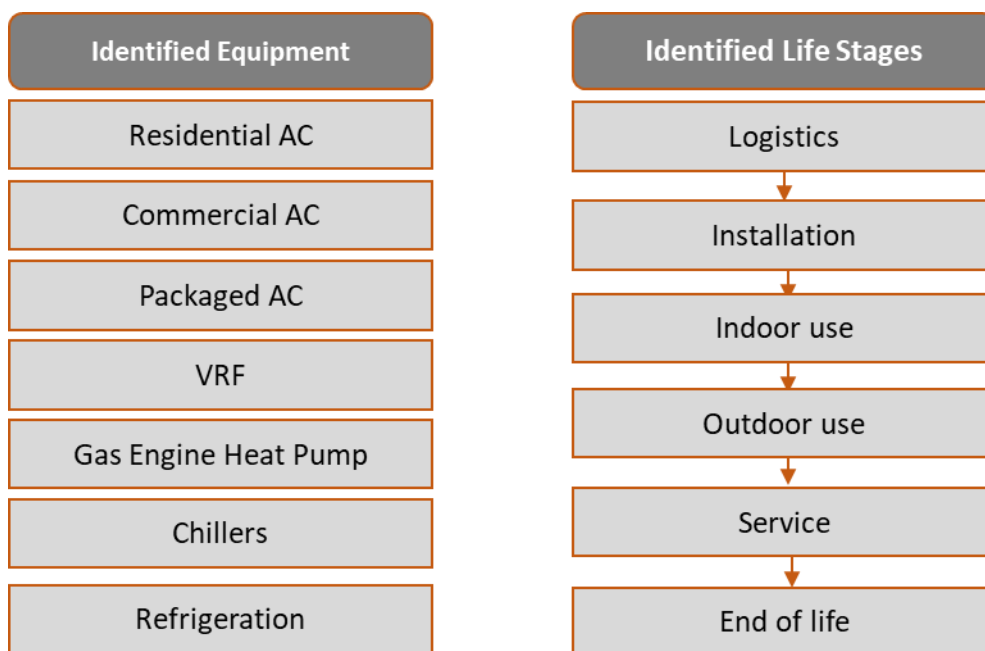 Identified Equipment
Residential AC
Commercial AC
Packaged AC
VRF
Gas Engine Heat Pump
Chillers
Refrigeration
Identified Life Stages
Logistics
Installation
Indoor use
Outdoor use
Service
End of life